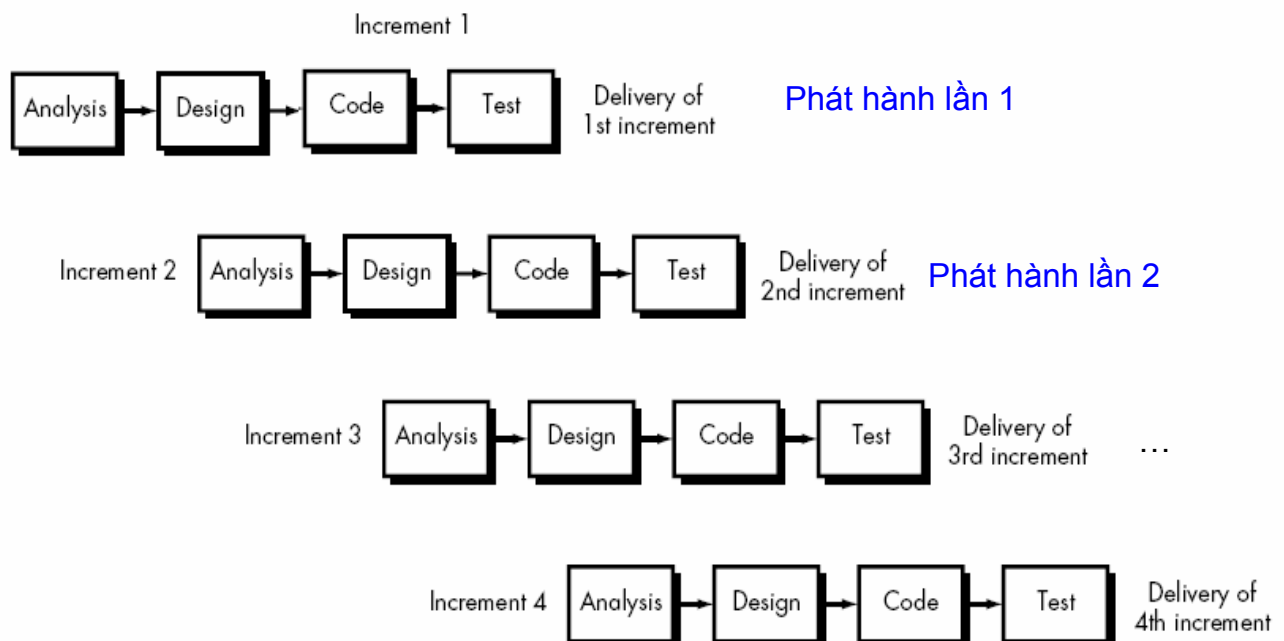 Increment 1
Analysis Design Code Test Delivery of Phát hành lần 1
1st increment
Increment 2 Analysis Design Code Test Delivery of Phát hành lần 2
2nd increment
Increment 3 Analysis Design Code Test Delivery of
3rd increment ...
Increment 4 Analysis Design Code Test Delivery of
4th increment